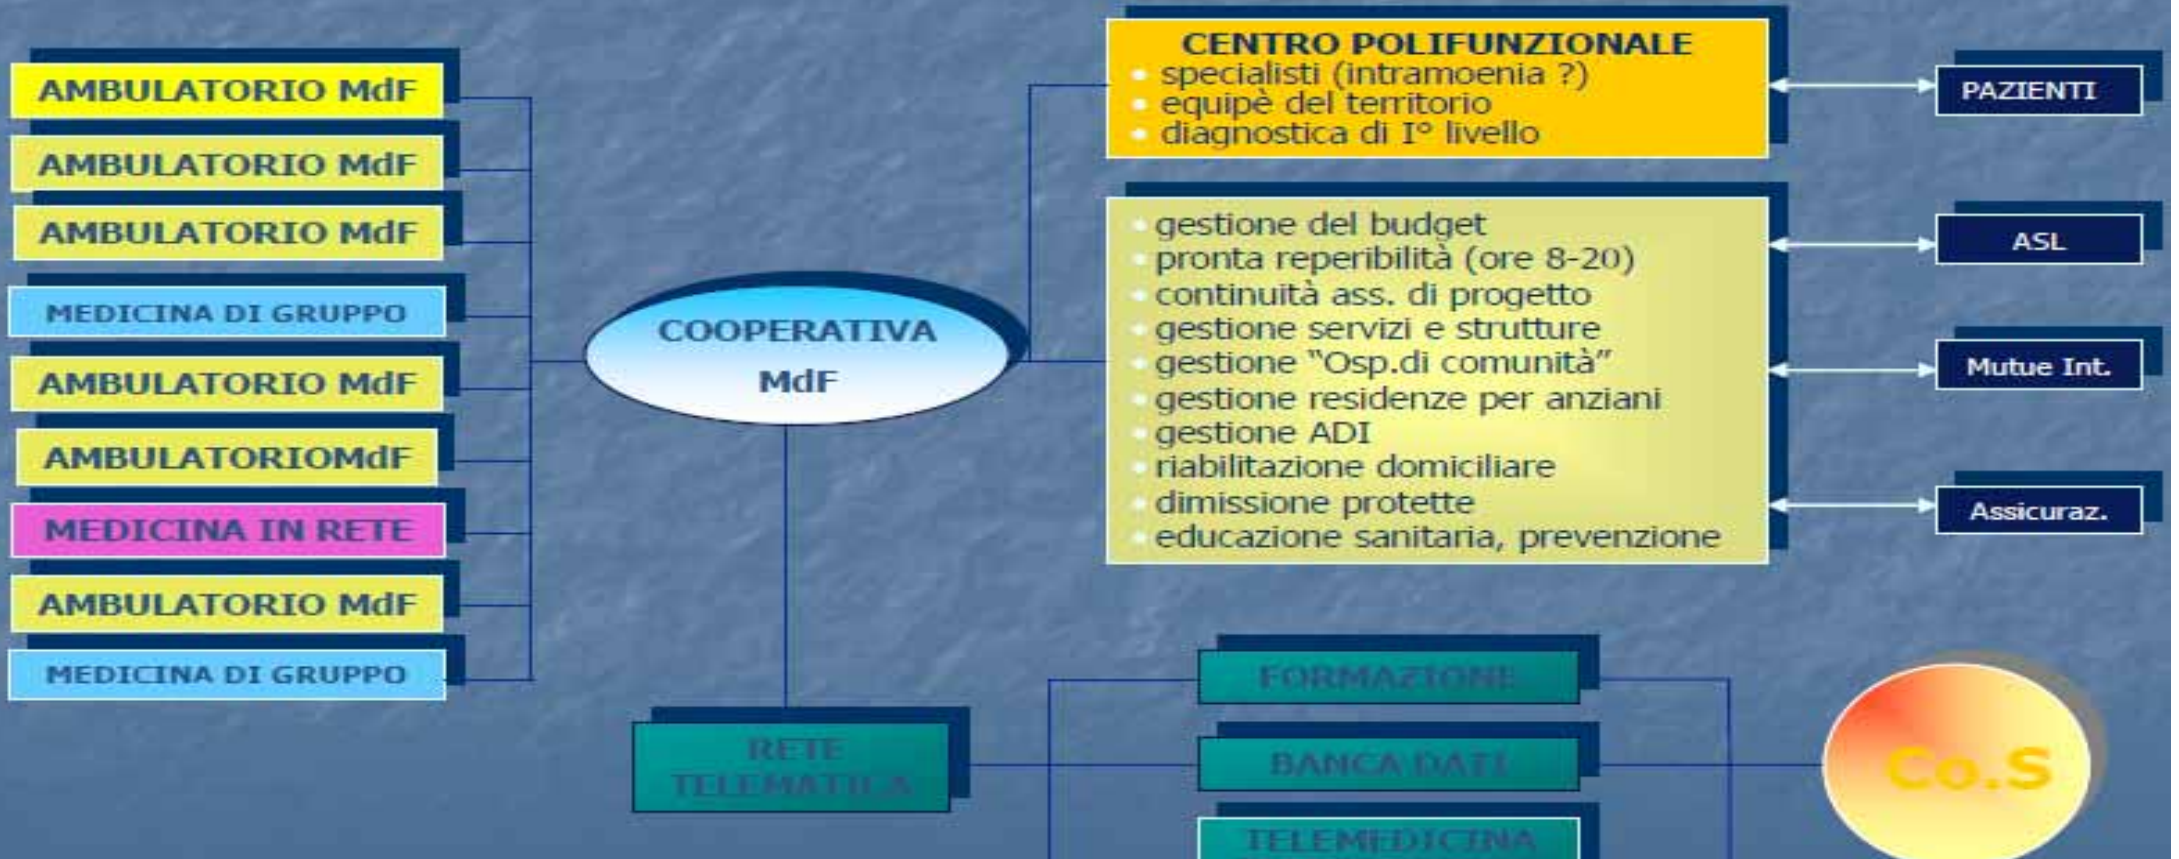 AMBULATORIO MdF
AMBULATORIO MdF
AMBULATORIO MdF
MEDICINA DI GRUPPO
AMBULATORIO MdF
AMBULATORIOMdF
MEDICINA IN RETE
AMBULATORIO MdF
MEDICINA DI GRUPPO
COOPERATIVA
MdF
CENTRO POLIFUNZIONALE
• specialisti (intramoenia ?)
• equipè del territorio
• diagnostica di I° livello
• gestione del budget
• pronta reperibilità (ore 8-20)
• continuità ass. di progetto
• gestione servizi e strutture
• gestione “Osp.di comunità”
• gestione residenze per anziani
• gestione ADI
• riabilitazione domiciliare
• dimissione protette
• educazione sanitaria, prevenzione
PAZIENTI
ASL
Mutue Int.
Assicuraz.
RETE
TELEMATICA
FORMAZIONE
BANCA DATI
TELEMEDICINA
Co.S